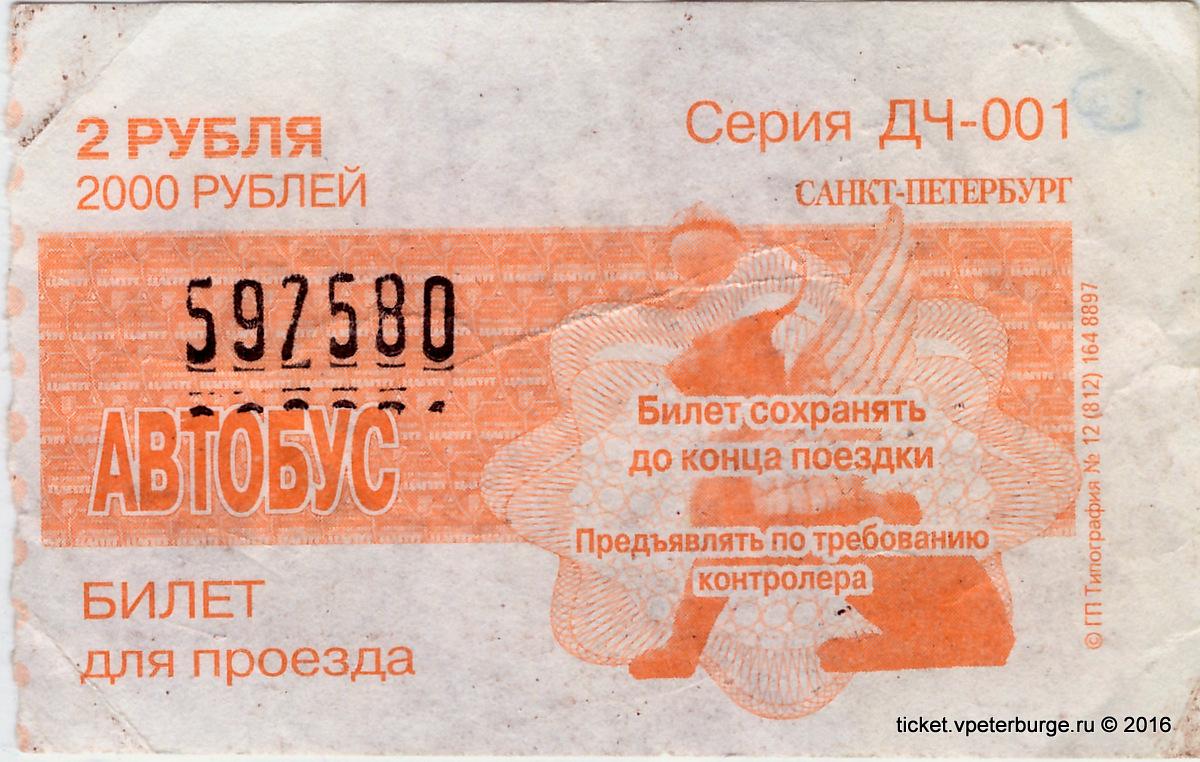 2 РУБЛЯ
2000 РУБЛЕЙ
Серия ДЧ-001
САНКТ-ПЕТЕРБУРГ
597580
АВТОБУС
Билет сохранять
до конца поездки
Предъявлять по требованию
контролера
БИЛЕТ
для проезда
© ГП Типография № 12 (812) 164 8897
ticket.vpeterburge.ru © 2016